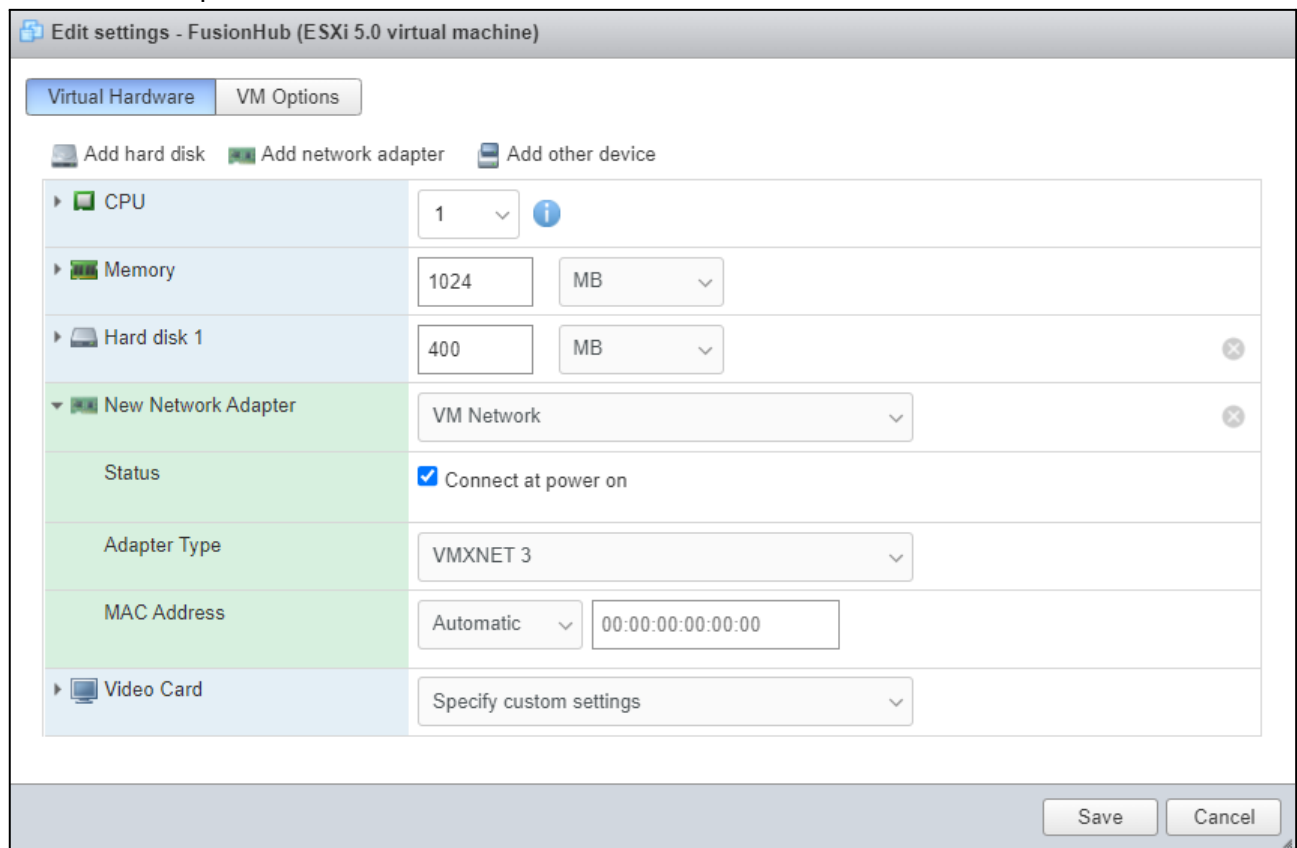 Edit settings - FusionHub (ESXi 5.0 virtual machine)
Virtual Hardware VM Options
Add hard disk Add network adapter Add other device
CPU 1
Memory 1024 MB
Hard disk 1 400 MB
New Network Adapter VM Network
Status Connect at power on
Adapter Type VMXNET 3
MAC Address Automatic 00:00:00:00:00:00
Video Card Specify custom settings
Save Cancel